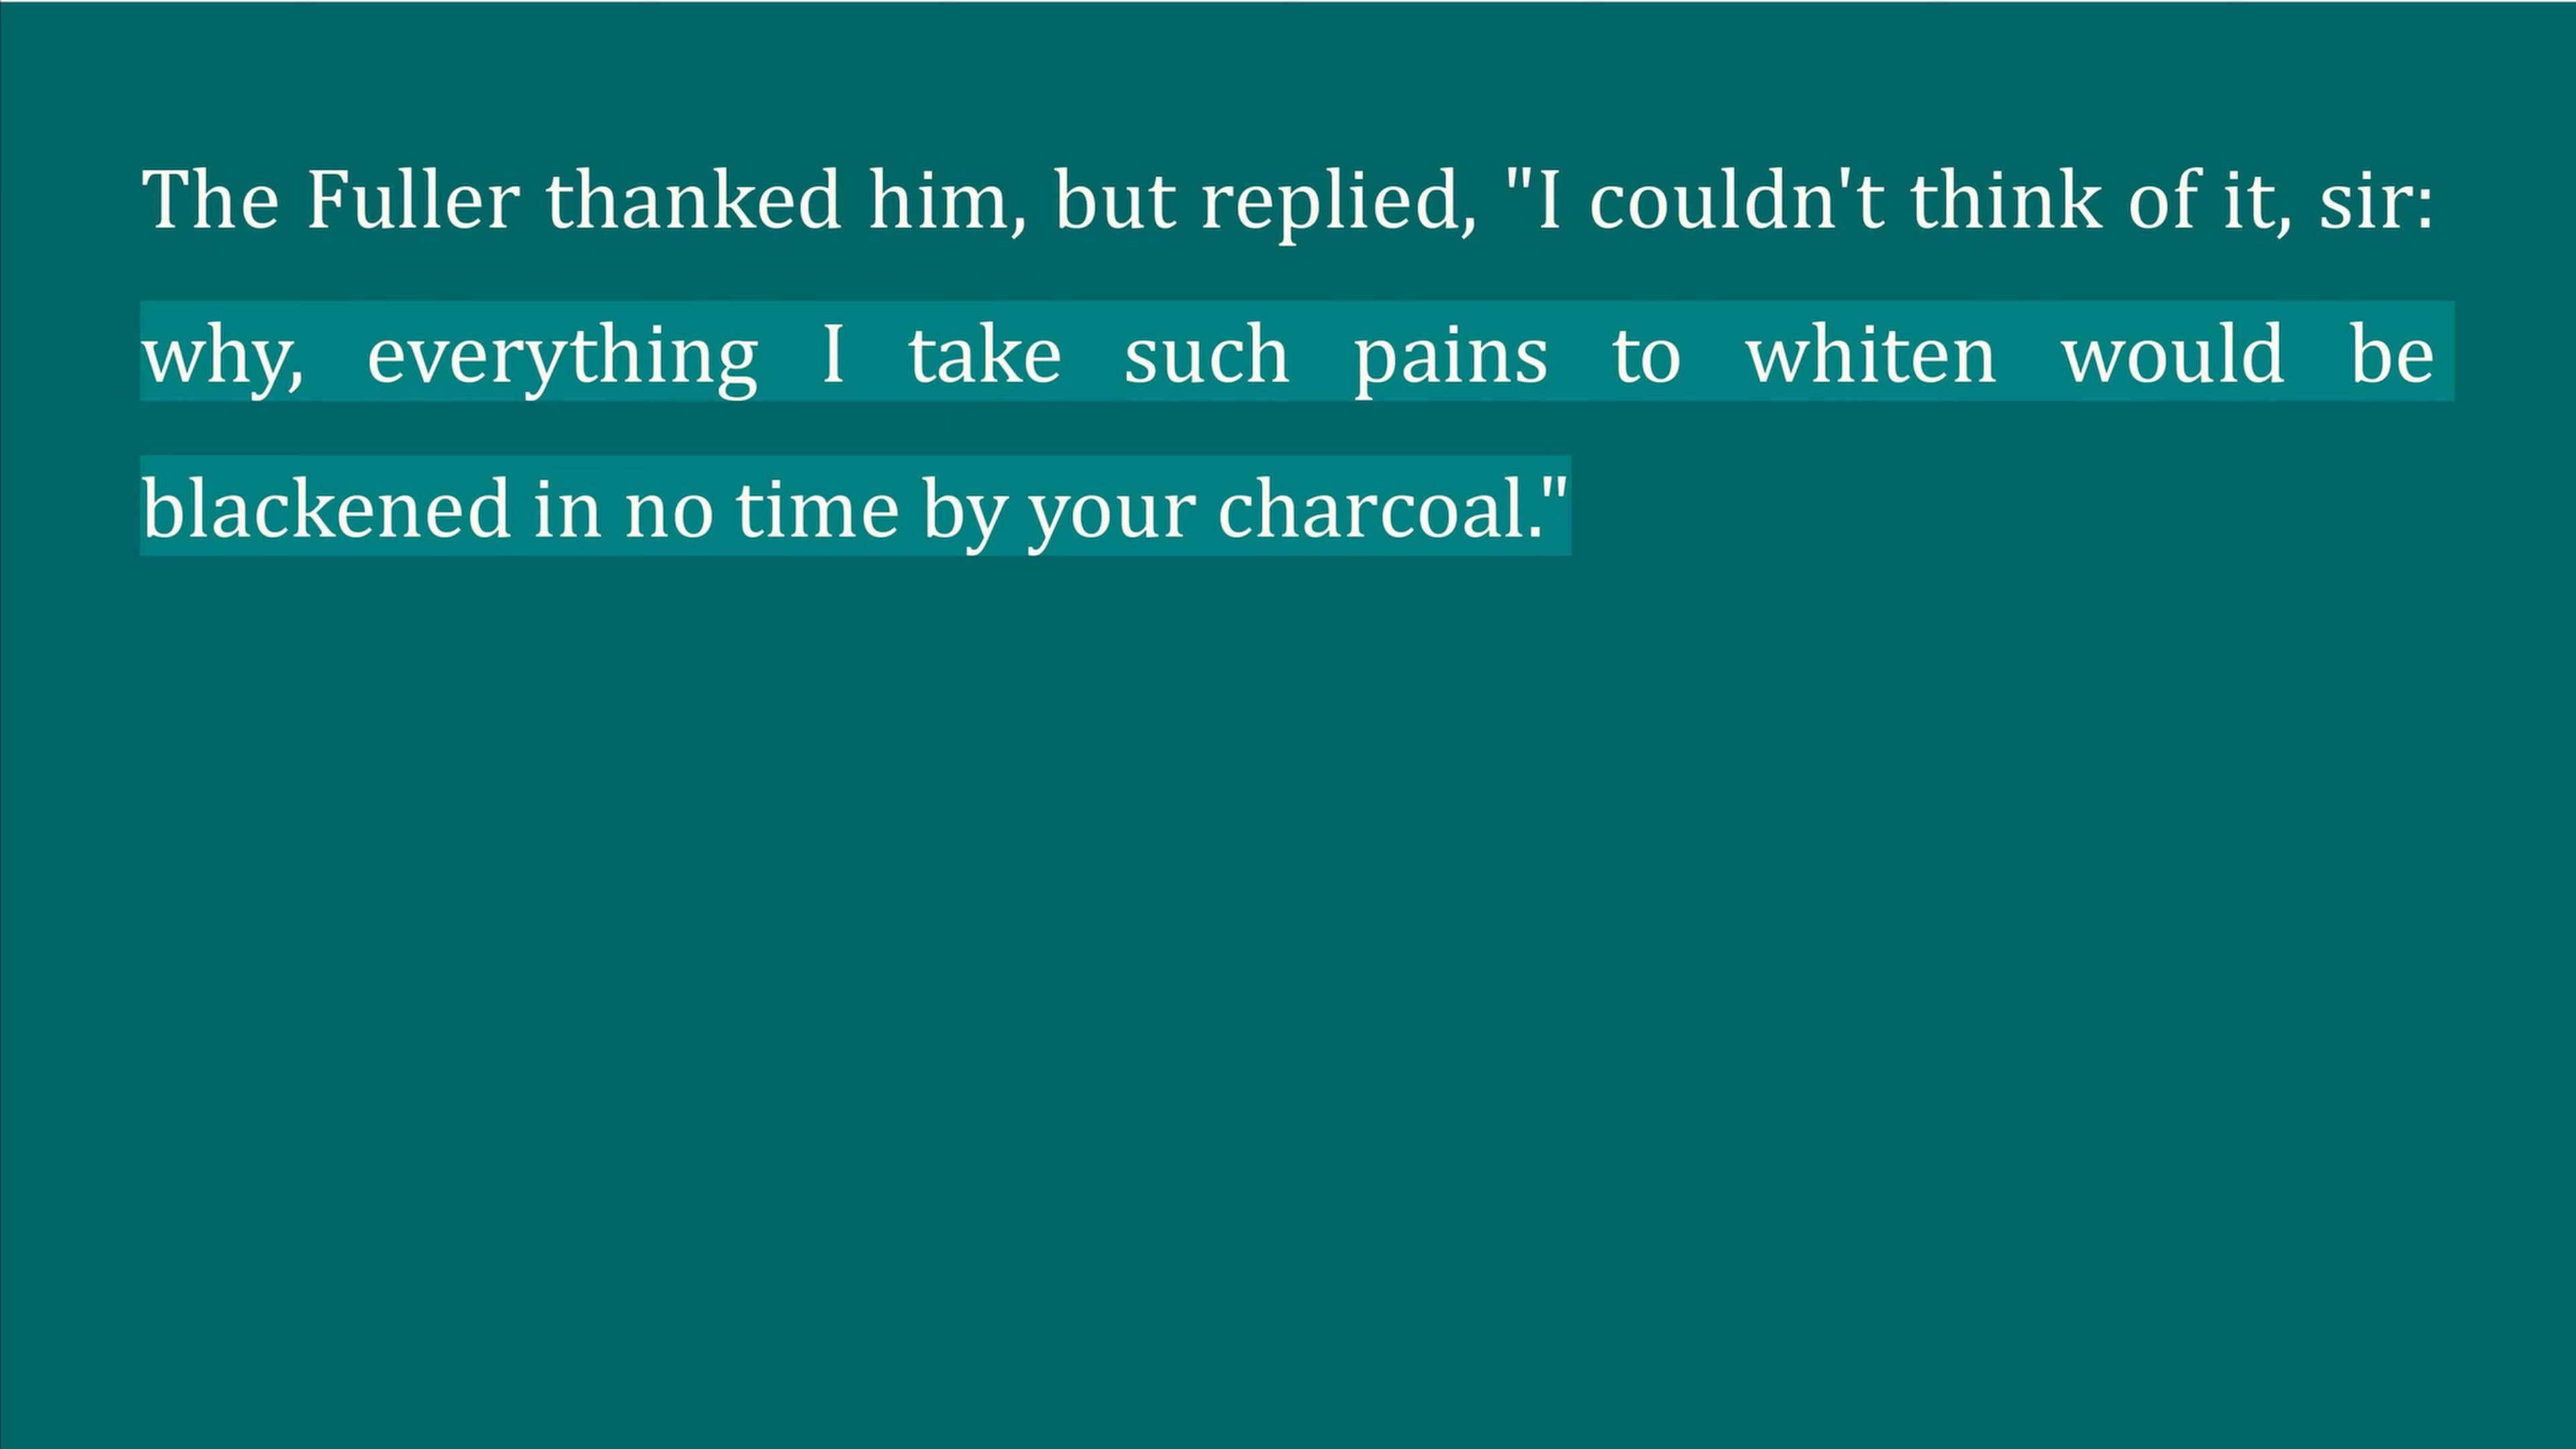 The Fuller thanked him, but replied, "I couldn't think of it, sir:
why, everything I take such pains to whiten would be
blackened in no time by your charcoal."